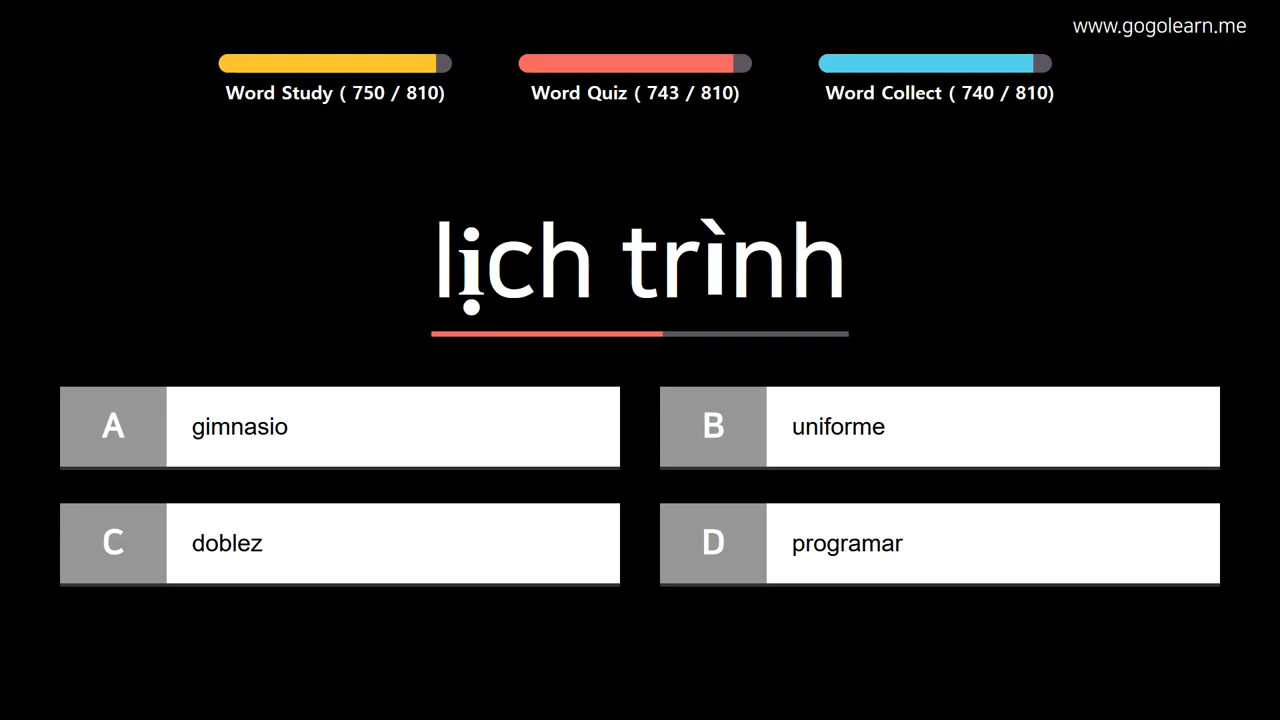 www.gogolearn.me
Word Study ( 750 / 810)
Word Quiz ( 743 / 810)
Word Collect ( 740 / 810)
lịch trình
A
gimnasio
B
uniforme
C
doblez
D
programar